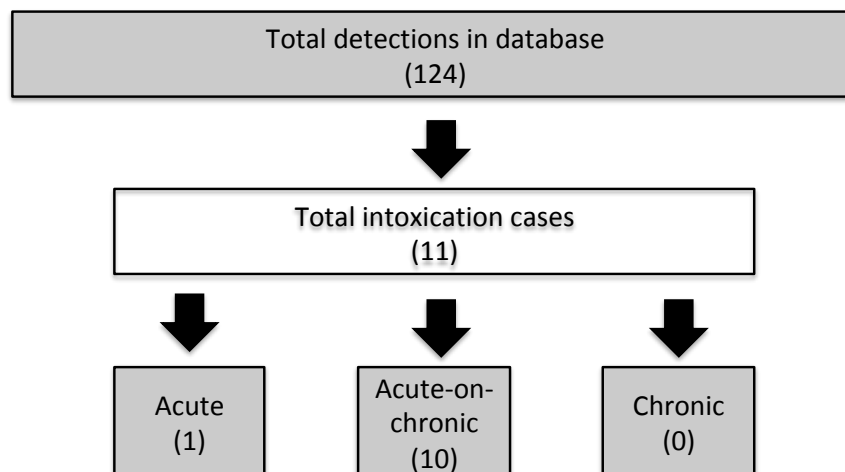 Total detections in database
(124)
Total intoxication cases
(11)
Acute
(1)
Acute-on-
chronic
(10)
Chronic
(0)